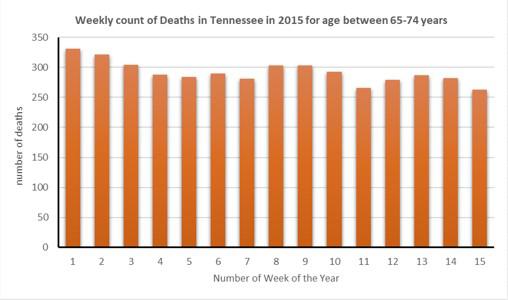 Weekly count of Deaths in Tennessee in 2015 for age between 65-74 years
350
300
250
200
150
100
50
0
number of deaths
1 2 3 4 5 6 7 8 9 10 11 12 13 14 15
Number of Week of the Year